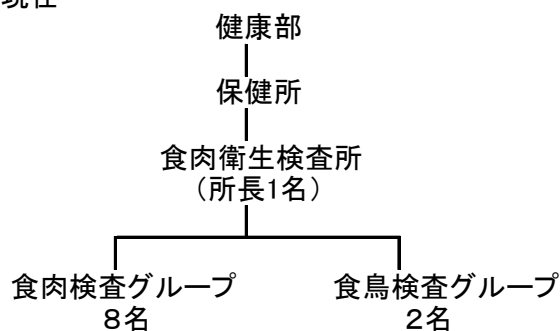 現在
健康部
保健所
食肉衛生検査所
（所長1名）
食肉検査グループ
8名
食鳥検査グループ
2名